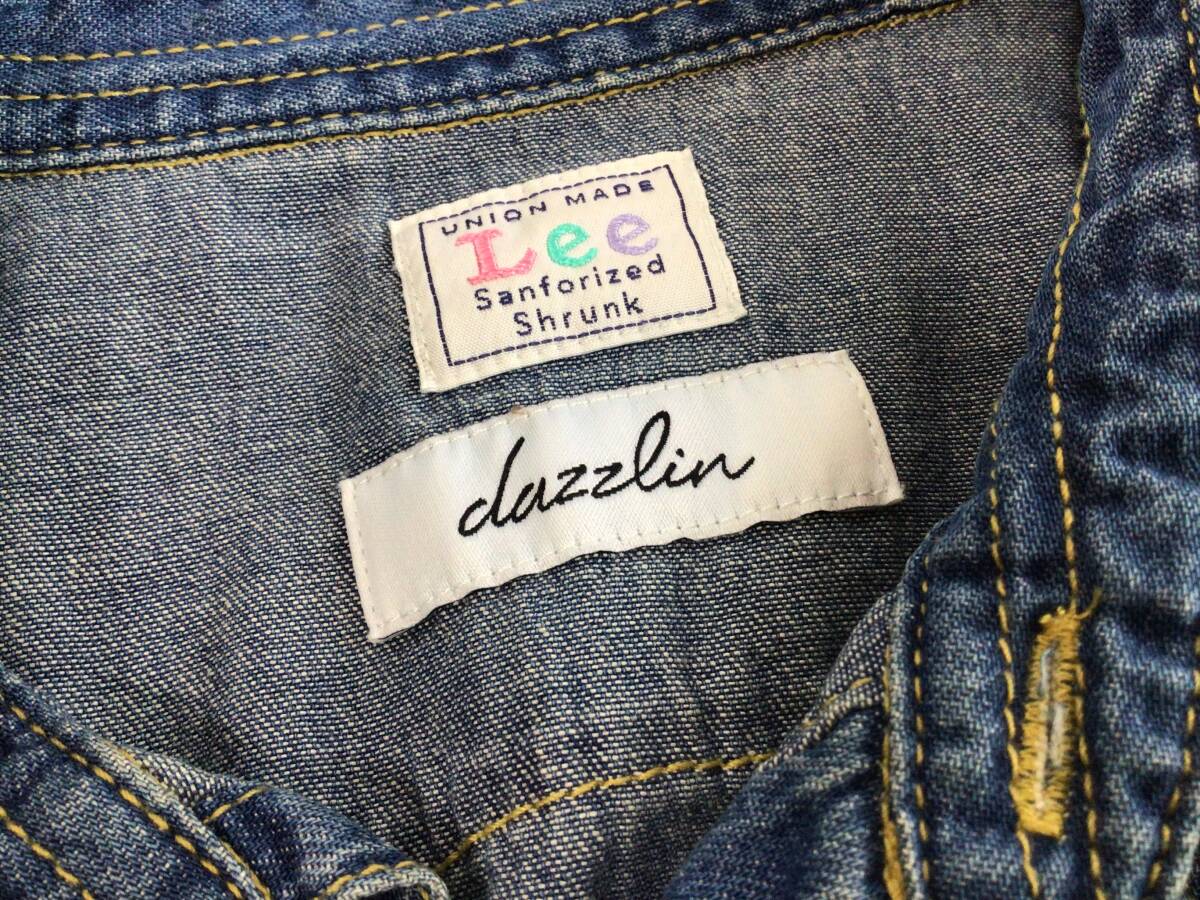 UNION MADE
Lee
Sanforized
Shrunk
dazzlin